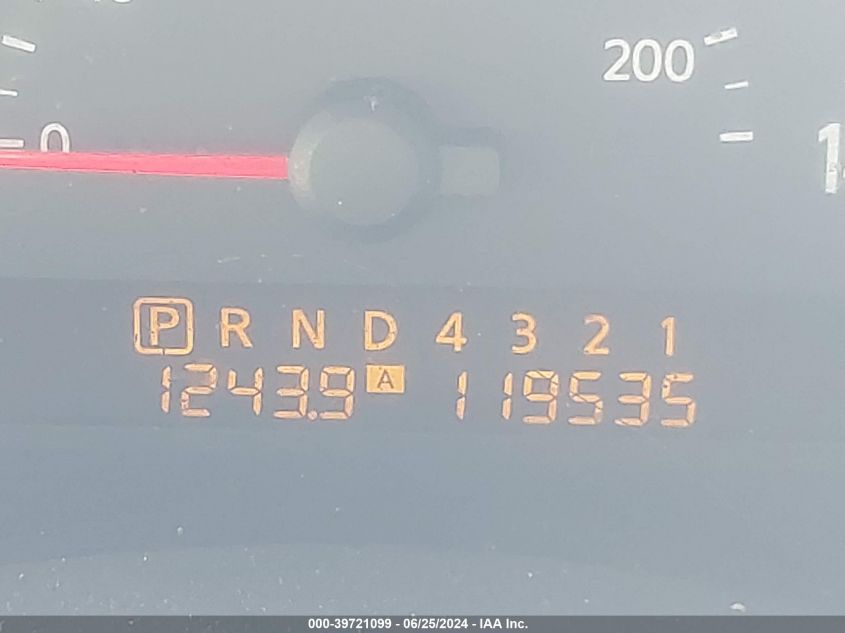 0
200
P R N D 4 3 2 1
1243.9 A 119535
000-39721099 - 06/25/2024 - IAA Inc.